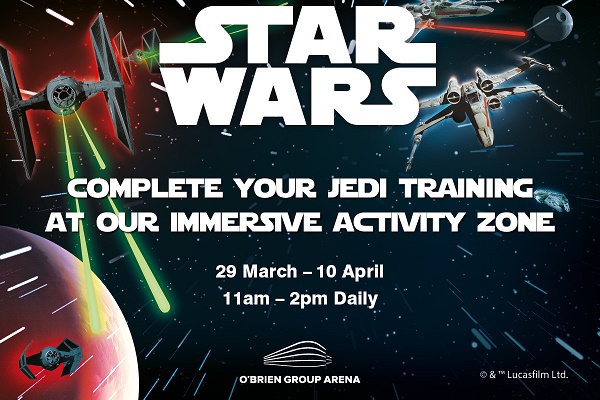 STAR
WARS
COMPLETE YOUR JEDI TRAINING
AT OUR IMMERSIVE ACTIVITY ZONE
29 March – 10 April
11am – 2pm Daily
O'BRIEN GROUP ARENA
© & ™ Lucasfilm Ltd.